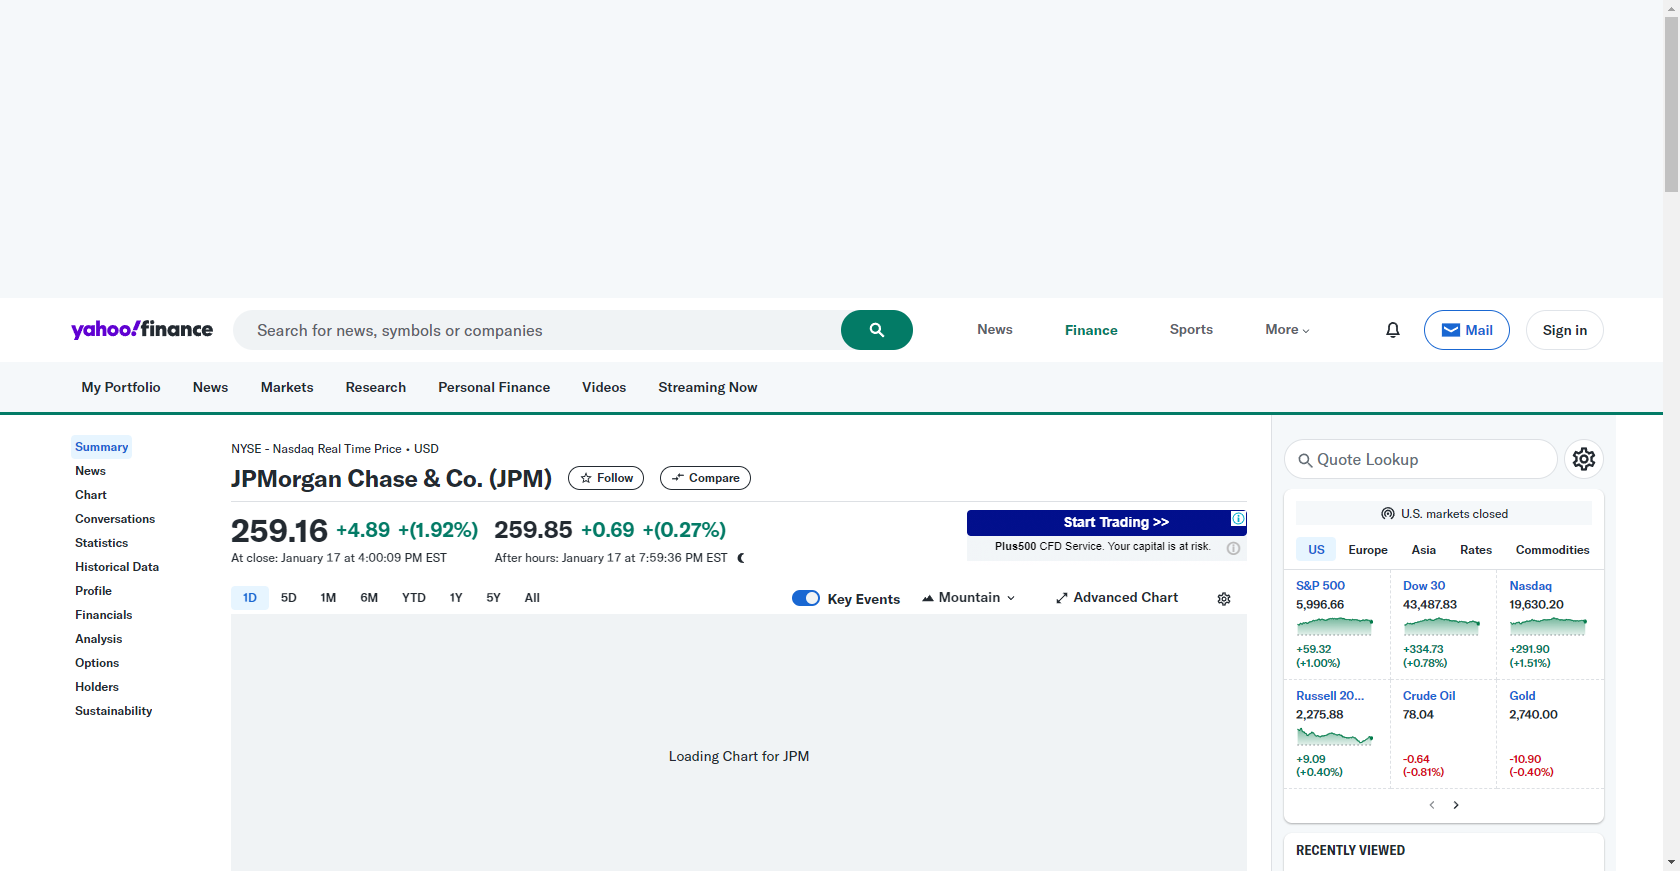 yahoo!finance
Search for news, symbols or companies
News
Finance
Sports
More
Mail
Sign in
My Portfolio
News
Markets
Research
Personal Finance
Videos
Streaming Now
Summary
News
Chart
Conversations
Statistics
Historical Data
Profile
Financials
Analysis
Options
Holders
Sustainability
NYSE - Nasdaq Real Time Price • USD
JPMorgan Chase & Co. (JPM)
Follow
Compare
259.16 +4.89 +(1.92%)
At close: January 17 at 4:00:09 PM EST
259.85 +0.69 +(0.27%)
After hours: January 17 at 7:59:36 PM EST
Start Trading >>
Plus500 CFD Service. Your capital is at risk.
1D
5D
1M
6M
YTD
1Y
5Y
All
Key Events
Mountain
Advanced Chart
Loading Chart for JPM
Quote Lookup
U.S. markets closed
US
Europe
Asia
Rates
Commodities
S&P 500
5,996.66
+59.32
(+1.00%)
Dow 30
43,487.83
+334.73
(+0.78%)
Nasdaq
19,630.20
+291.90
(+1.51%)
Russell 20...
2,275.88
+9.09
(+0.40%)
Crude Oil
78.04
-0.64
(-0.81%)
Gold
2,740.00
-10.90
(-0.40%)
RECENTLY VIEWED